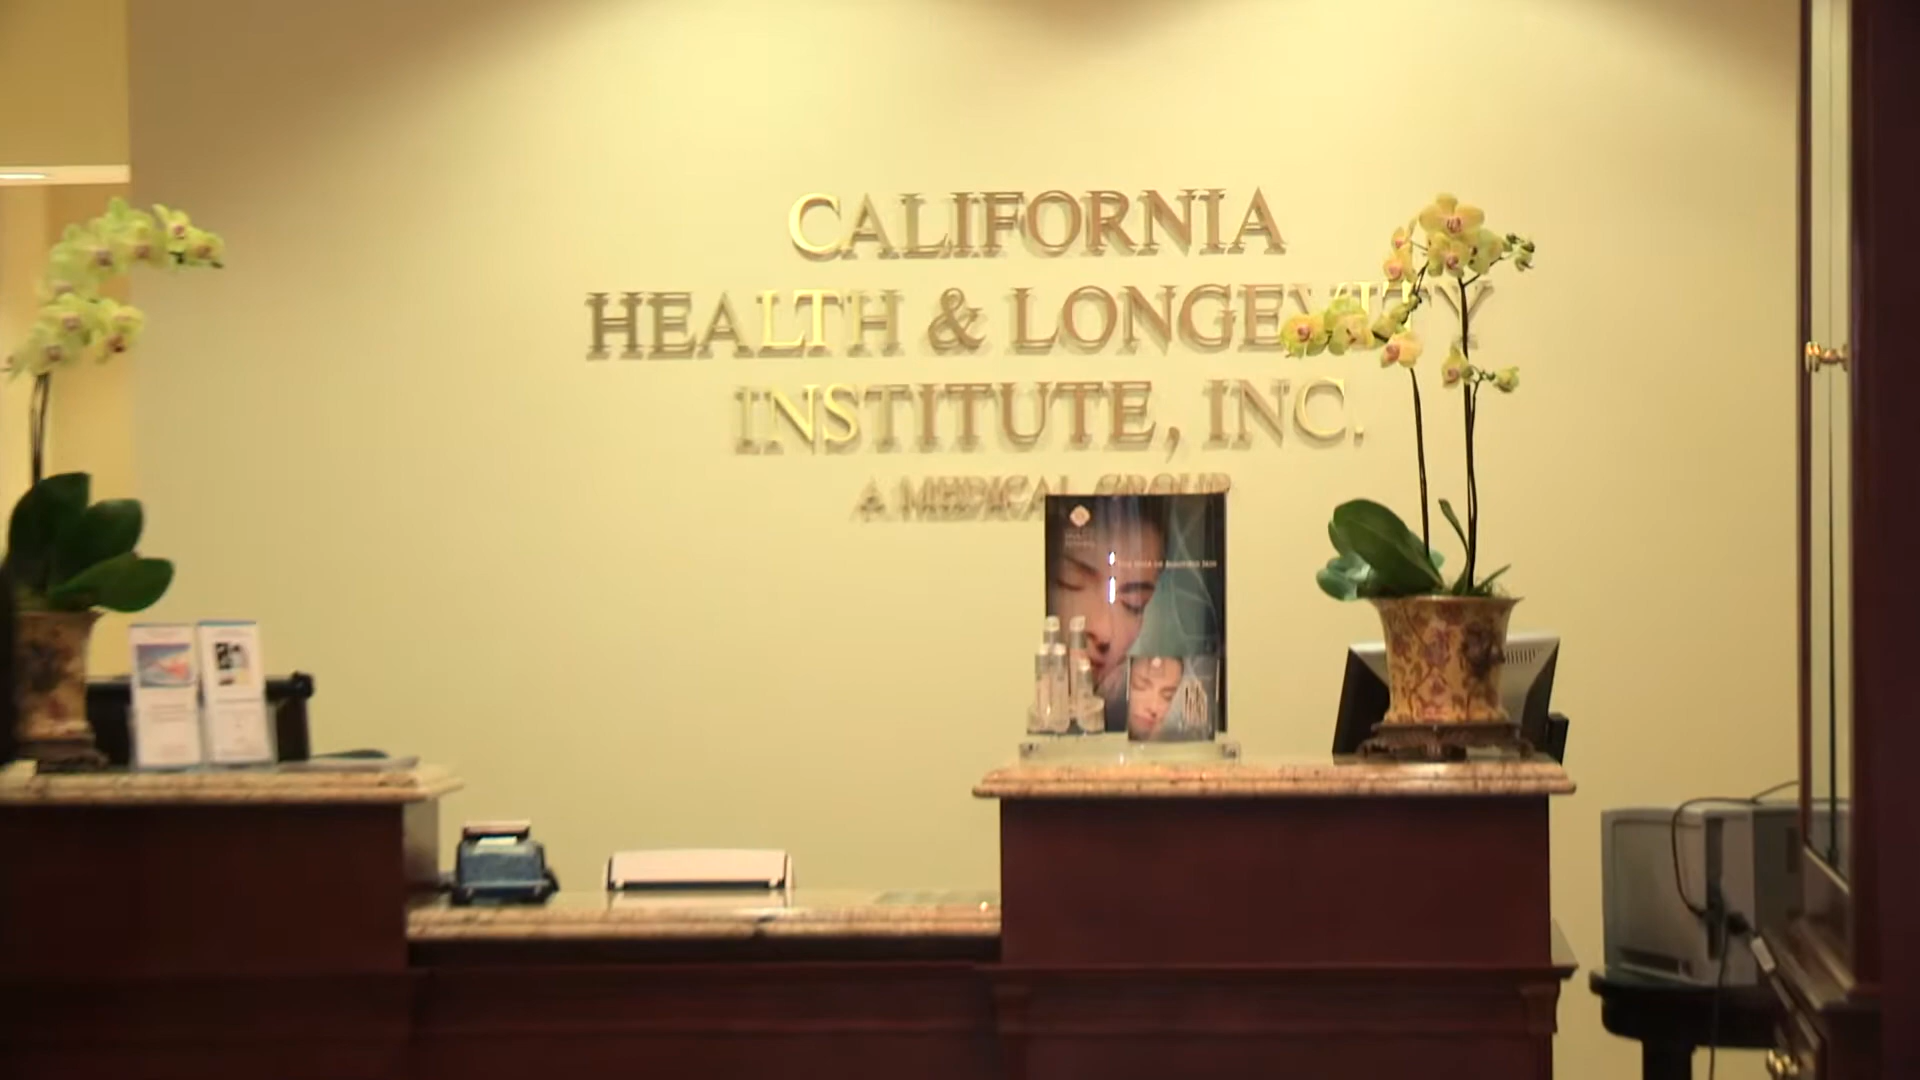 CALIFORNIA
HEALTH & LONGEVITY
INSTITUTE, INC.
A MEDICAL GROUP